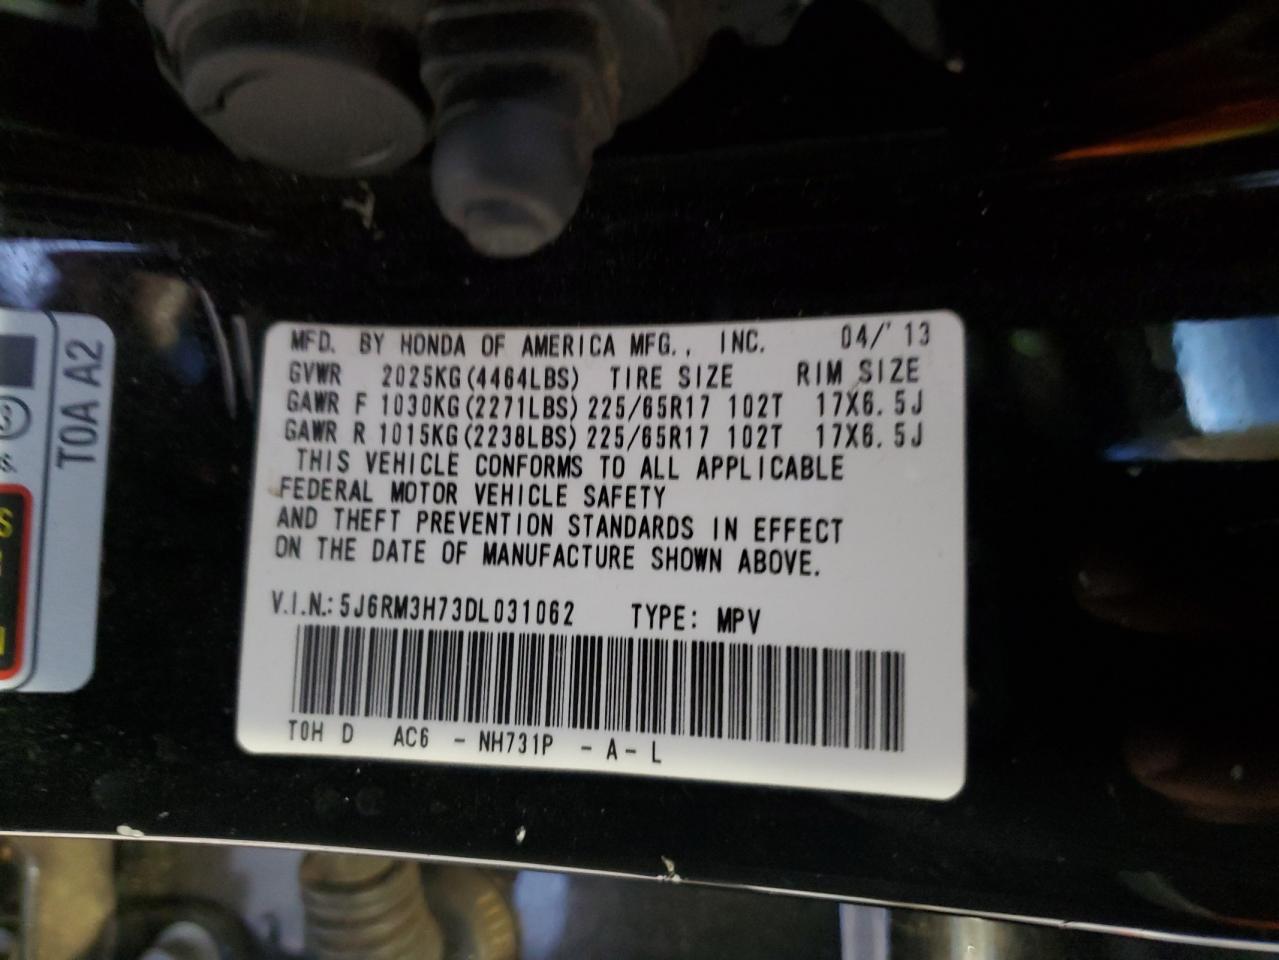 MFD. BY HONDA OF AMERICA MFG., INC. 04/'13
GVWR 2025KG(4464LBS) TIRE SIZE RIM SIZE
GAWR F 1030KG(2271LBS) 225/65R17 102T 17X6.5J
GAWR R 1015KG(2238LBS) 225/65R17 102T 17X6.5J
THIS VEHICLE CONFORMS TO ALL APPLICABLE
FEDERAL MOTOR VEHICLE SAFETY
AND THEFT PREVENTION STANDARDS IN EFFECT
ON THE DATE OF MANUFACTURE SHOWN ABOVE.
V.I.N.: 5J6RM3H73DL031062 TYPE: MPV
T0H D AC6 - NH731P - A - L
T0A A2